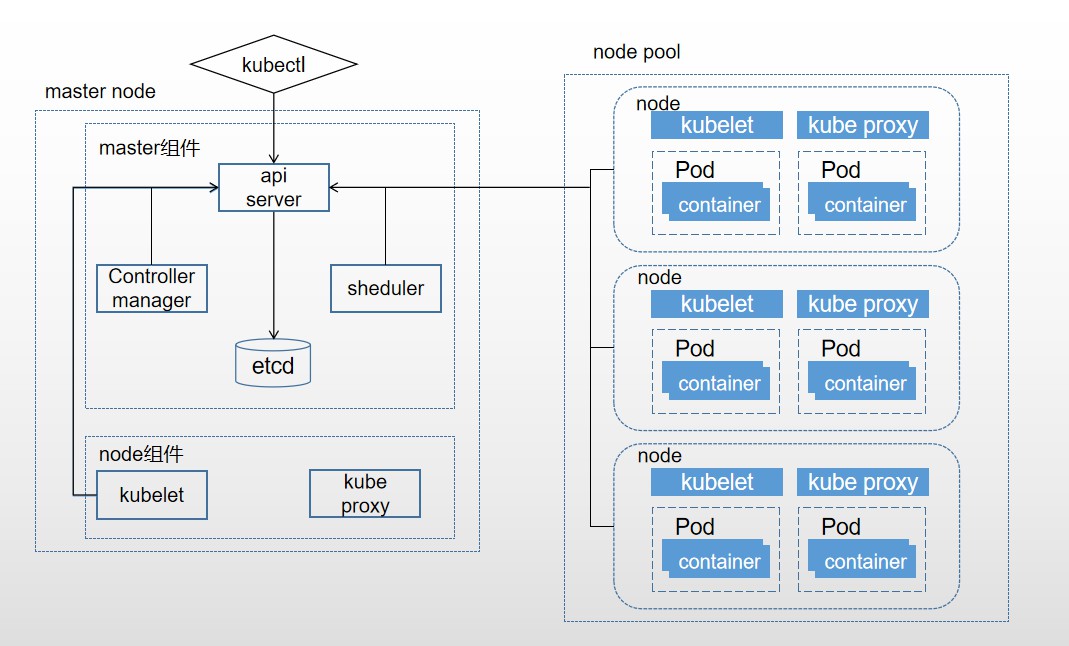 kubectl
master node
master组件
api
server
Controller
manager
sheduler
etcd
node组件
kubelet
kube
proxy
node pool
node
kubelet
kube proxy
Pod
container
Pod
container
node
kubelet
kube proxy
Pod
container
Pod
container
node
kubelet
kube proxy
Pod
container
Pod
container